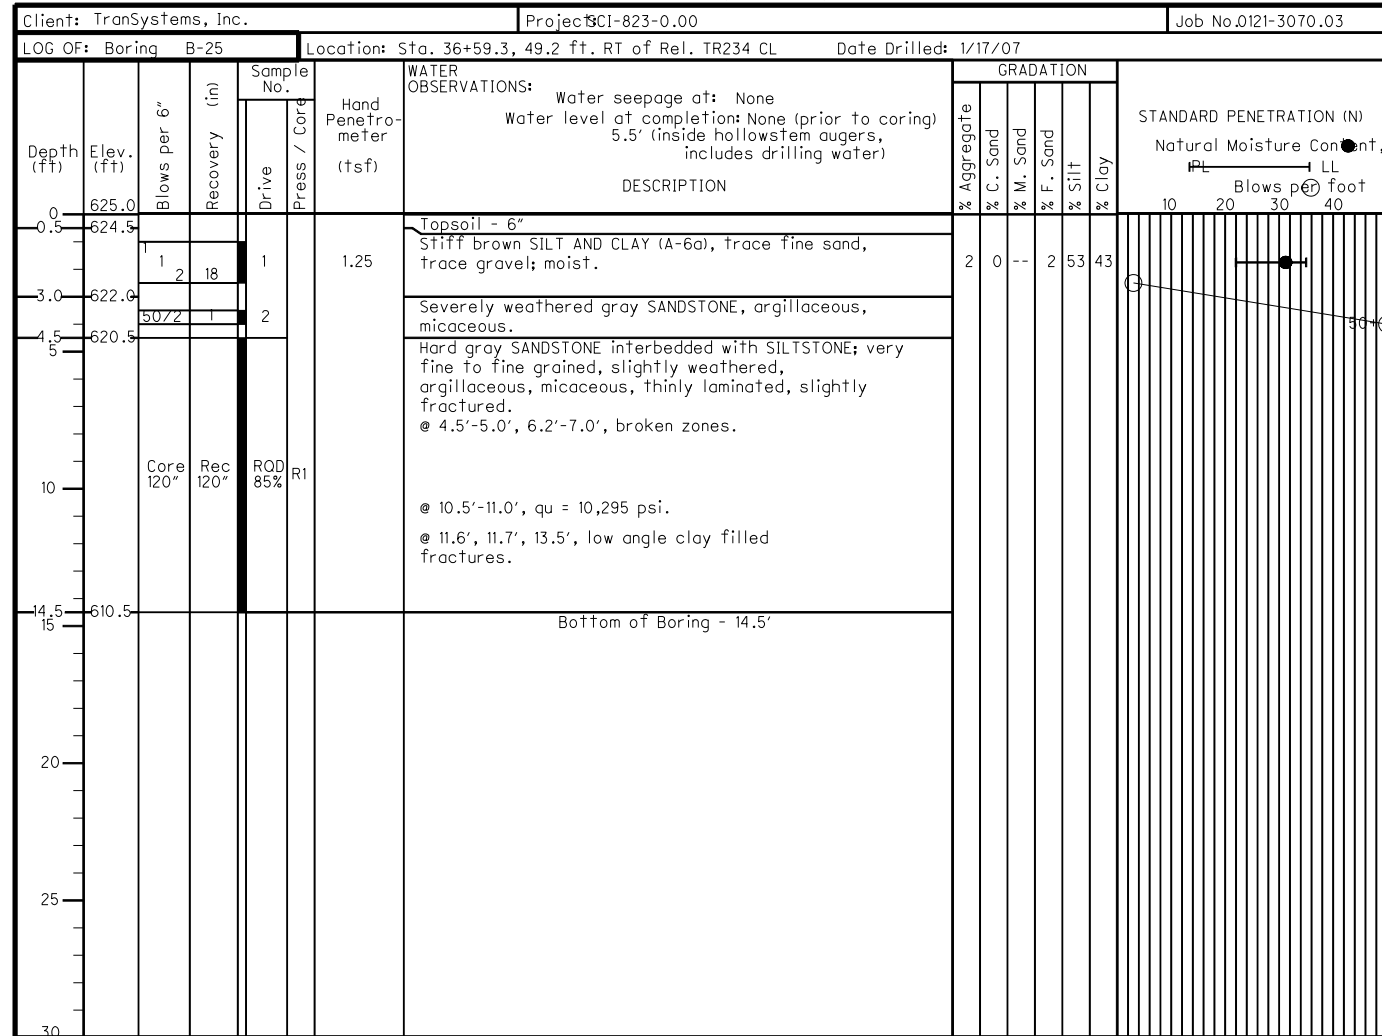 Client: TranSystems, Inc.
Project: SCI-823-0.00
Job No. 0121-3070.03
LOG OF: Boring B-25
Location: Sta. 36+59.3, 49.2 ft. RT of Rel. TR234 CL
Date Drilled: 1/17/07
Depth
(ft)
Elev.
(ft)
Blows per 6"
Recovery (in)
Sample
No.
Drive
Press / Core
Hand
Penetro-
meter
(tsf)
WATER
OBSERVATIONS:
Water seepage at: None
Water level at completion: None (prior to coring)
5.5' (inside hollowstem augers,
includes drilling water)
DESCRIPTION
GRADATION
% Aggregate
% C. Sand
% M. Sand
% F. Sand
% Silt
% Clay
STANDARD PENETRATION (N)
Natural Moisture Content,
PL LL
Blows per foot
10 20 30 40
0 625.0
0.5 624.5
Topsoil - 6"
Stiff brown SILT AND CLAY (A-6a), trace fine sand,
trace gravel; moist.
1
1
2
18
1
1.25
2 0 -- 2 53 43
3.0 622.0
Severely weathered gray SANDSTONE, argillaceous,
micaceous.
50/2 1 2
50+
4.5 620.5
5
Hard gray SANDSTONE interbedded with SILTSTONE; very
fine to fine grained, slightly weathered,
argillaceous, micaceous, thinly laminated, slightly
fractured.
@ 4.5'-5.0', 6.2'-7.0', broken zones.
Core
120"
Rec
120"
RQD
85%
R1
10
@ 10.5'-11.0', qu = 10,295 psi.
@ 11.6', 11.7', 13.5', low angle clay filled
fractures.
14.5 610.5
15
Bottom of Boring - 14.5'
20
25
30